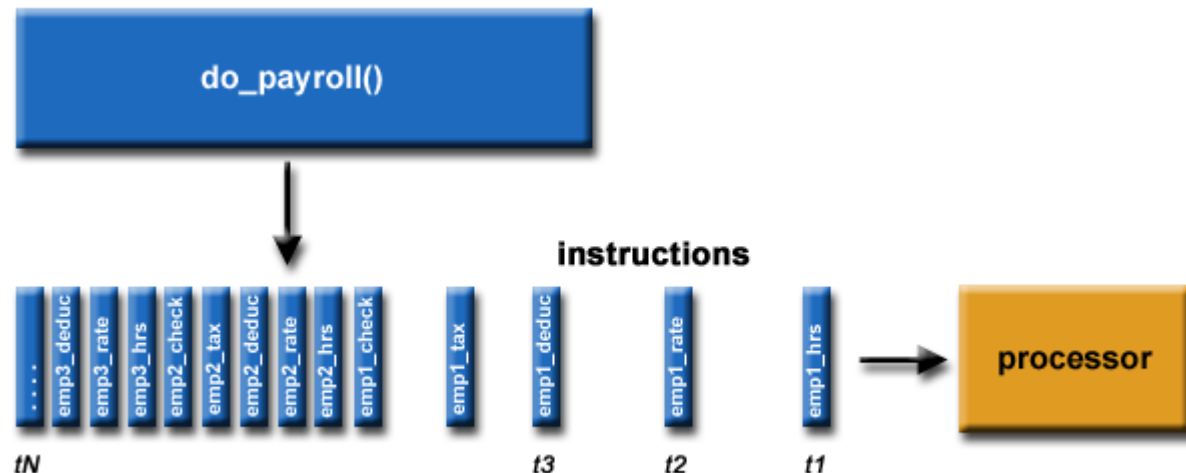 do_payroll()
instructions
....
emp3_deduc
emp3_rate
emp3_hrs
emp2_check
emp2_tax
emp2_deduc
emp2_rate
emp2_hrs
emp1_check
emp1_tax
emp1_deduc
emp1_rate
emp1_hrs
processor
tN
t3
t2
t1